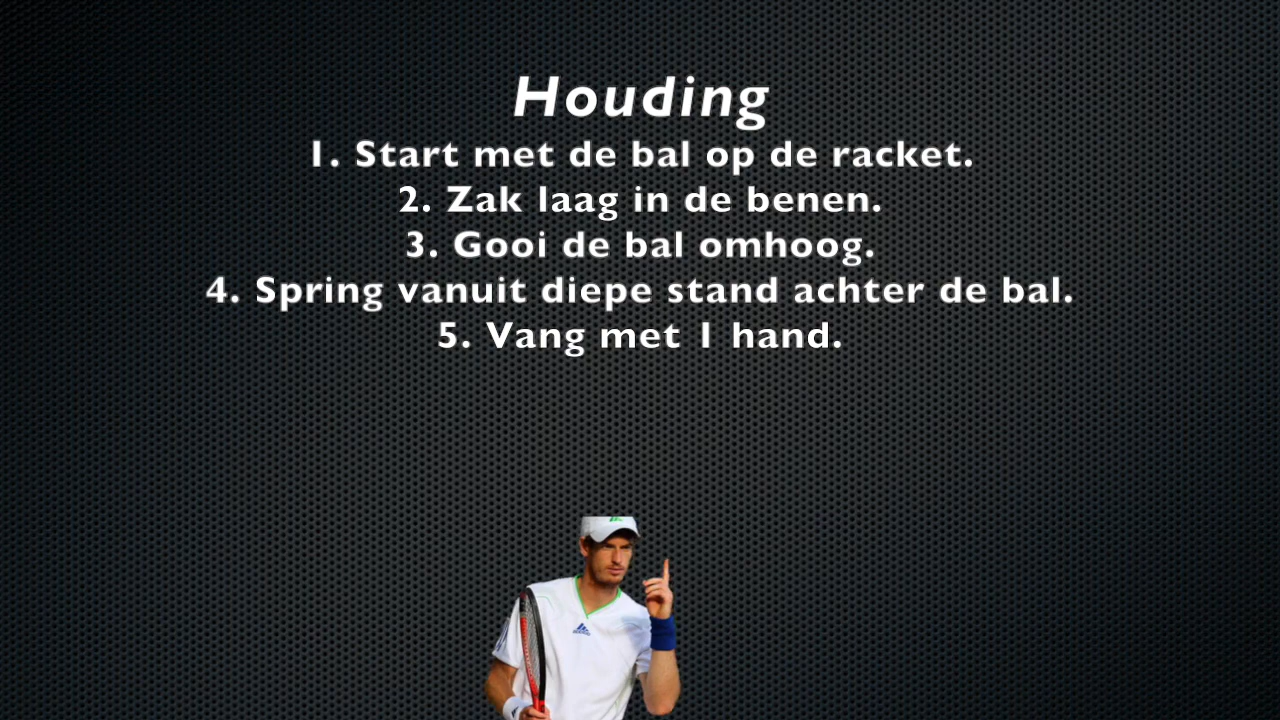 Houding
1. Start met de bal op de racket.
2. Zak laag in de benen.
3. Gooi de bal omhoog.
4. Spring vanuit diepe stand achter de bal.
5. Vang met 1 hand.